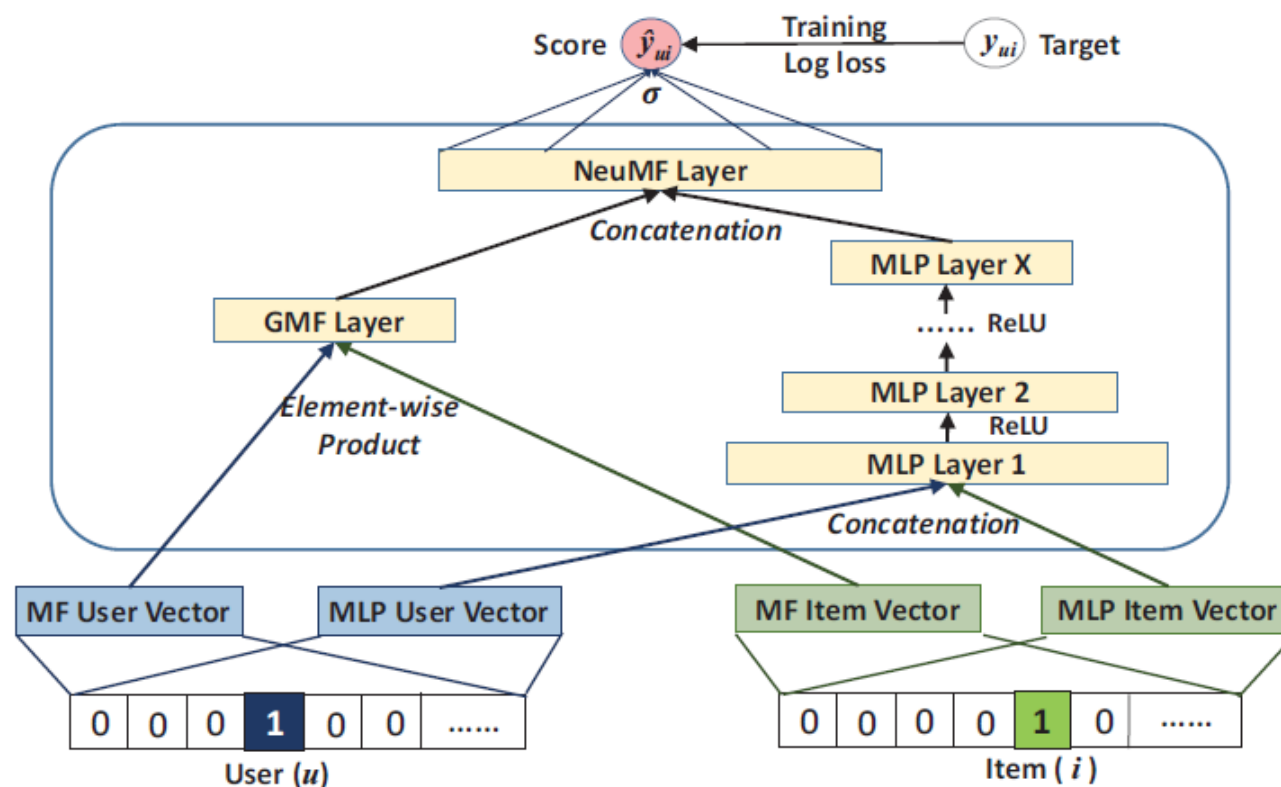 Score
ŷui
Training
Log loss
yui
Target
σ
NeuMF Layer
Concatenation
MLP Layer X
GMF Layer
...... ReLU
MLP Layer 2
Element-wise
Product
ReLU
MLP Layer 1
Concatenation
MF User Vector
MLP User Vector
MF Item Vector
MLP Item Vector
0 0 0 1 0 0 ......
0 0 0 0 1 0 ......
User (u)
Item ( i )